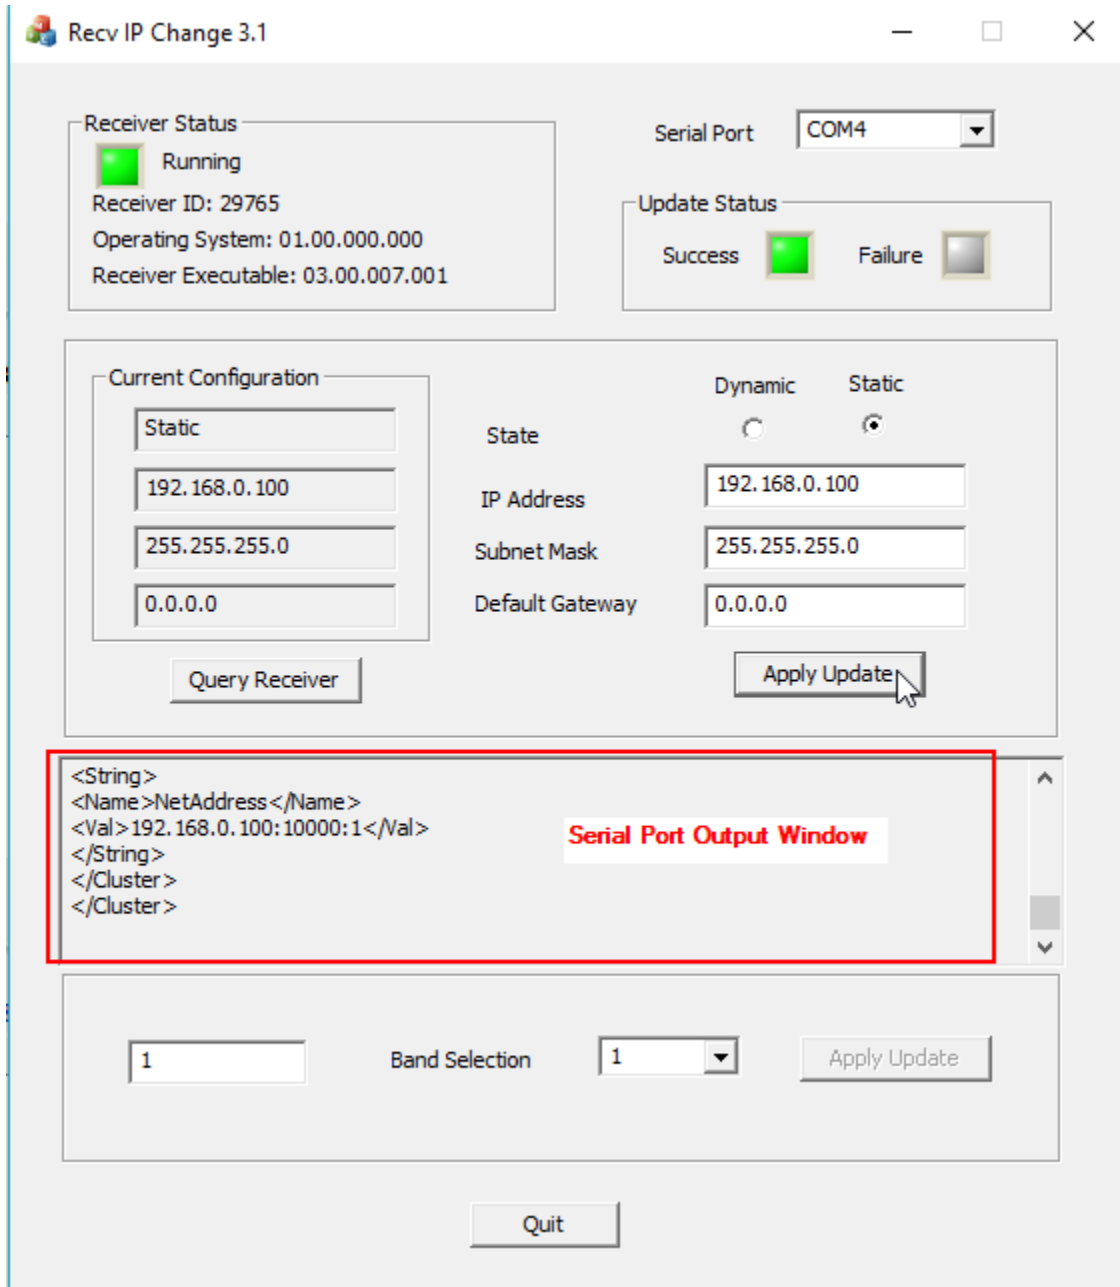 Recv IP Change 3.1
Receiver Status
Running
Receiver ID: 29765
Operating System: 01.00.000.000
Receiver Executable: 03.00.007.001
Serial Port COM4
Update Status
Success Failure
Current Configuration
Static
192.168.0.100
255.255.255.0
0.0.0.0
Query Receiver
Dynamic Static
State
IP Address 192.168.0.100
Subnet Mask 255.255.255.0
Default Gateway 0.0.0.0
Apply Update
<String>
<Name>NetAddress</Name>
<Val>192.168.0.100:10000:1</Val>
</String>
</Cluster>
</Cluster>
Serial Port Output Window
1 Band Selection 1 Apply Update
Quit